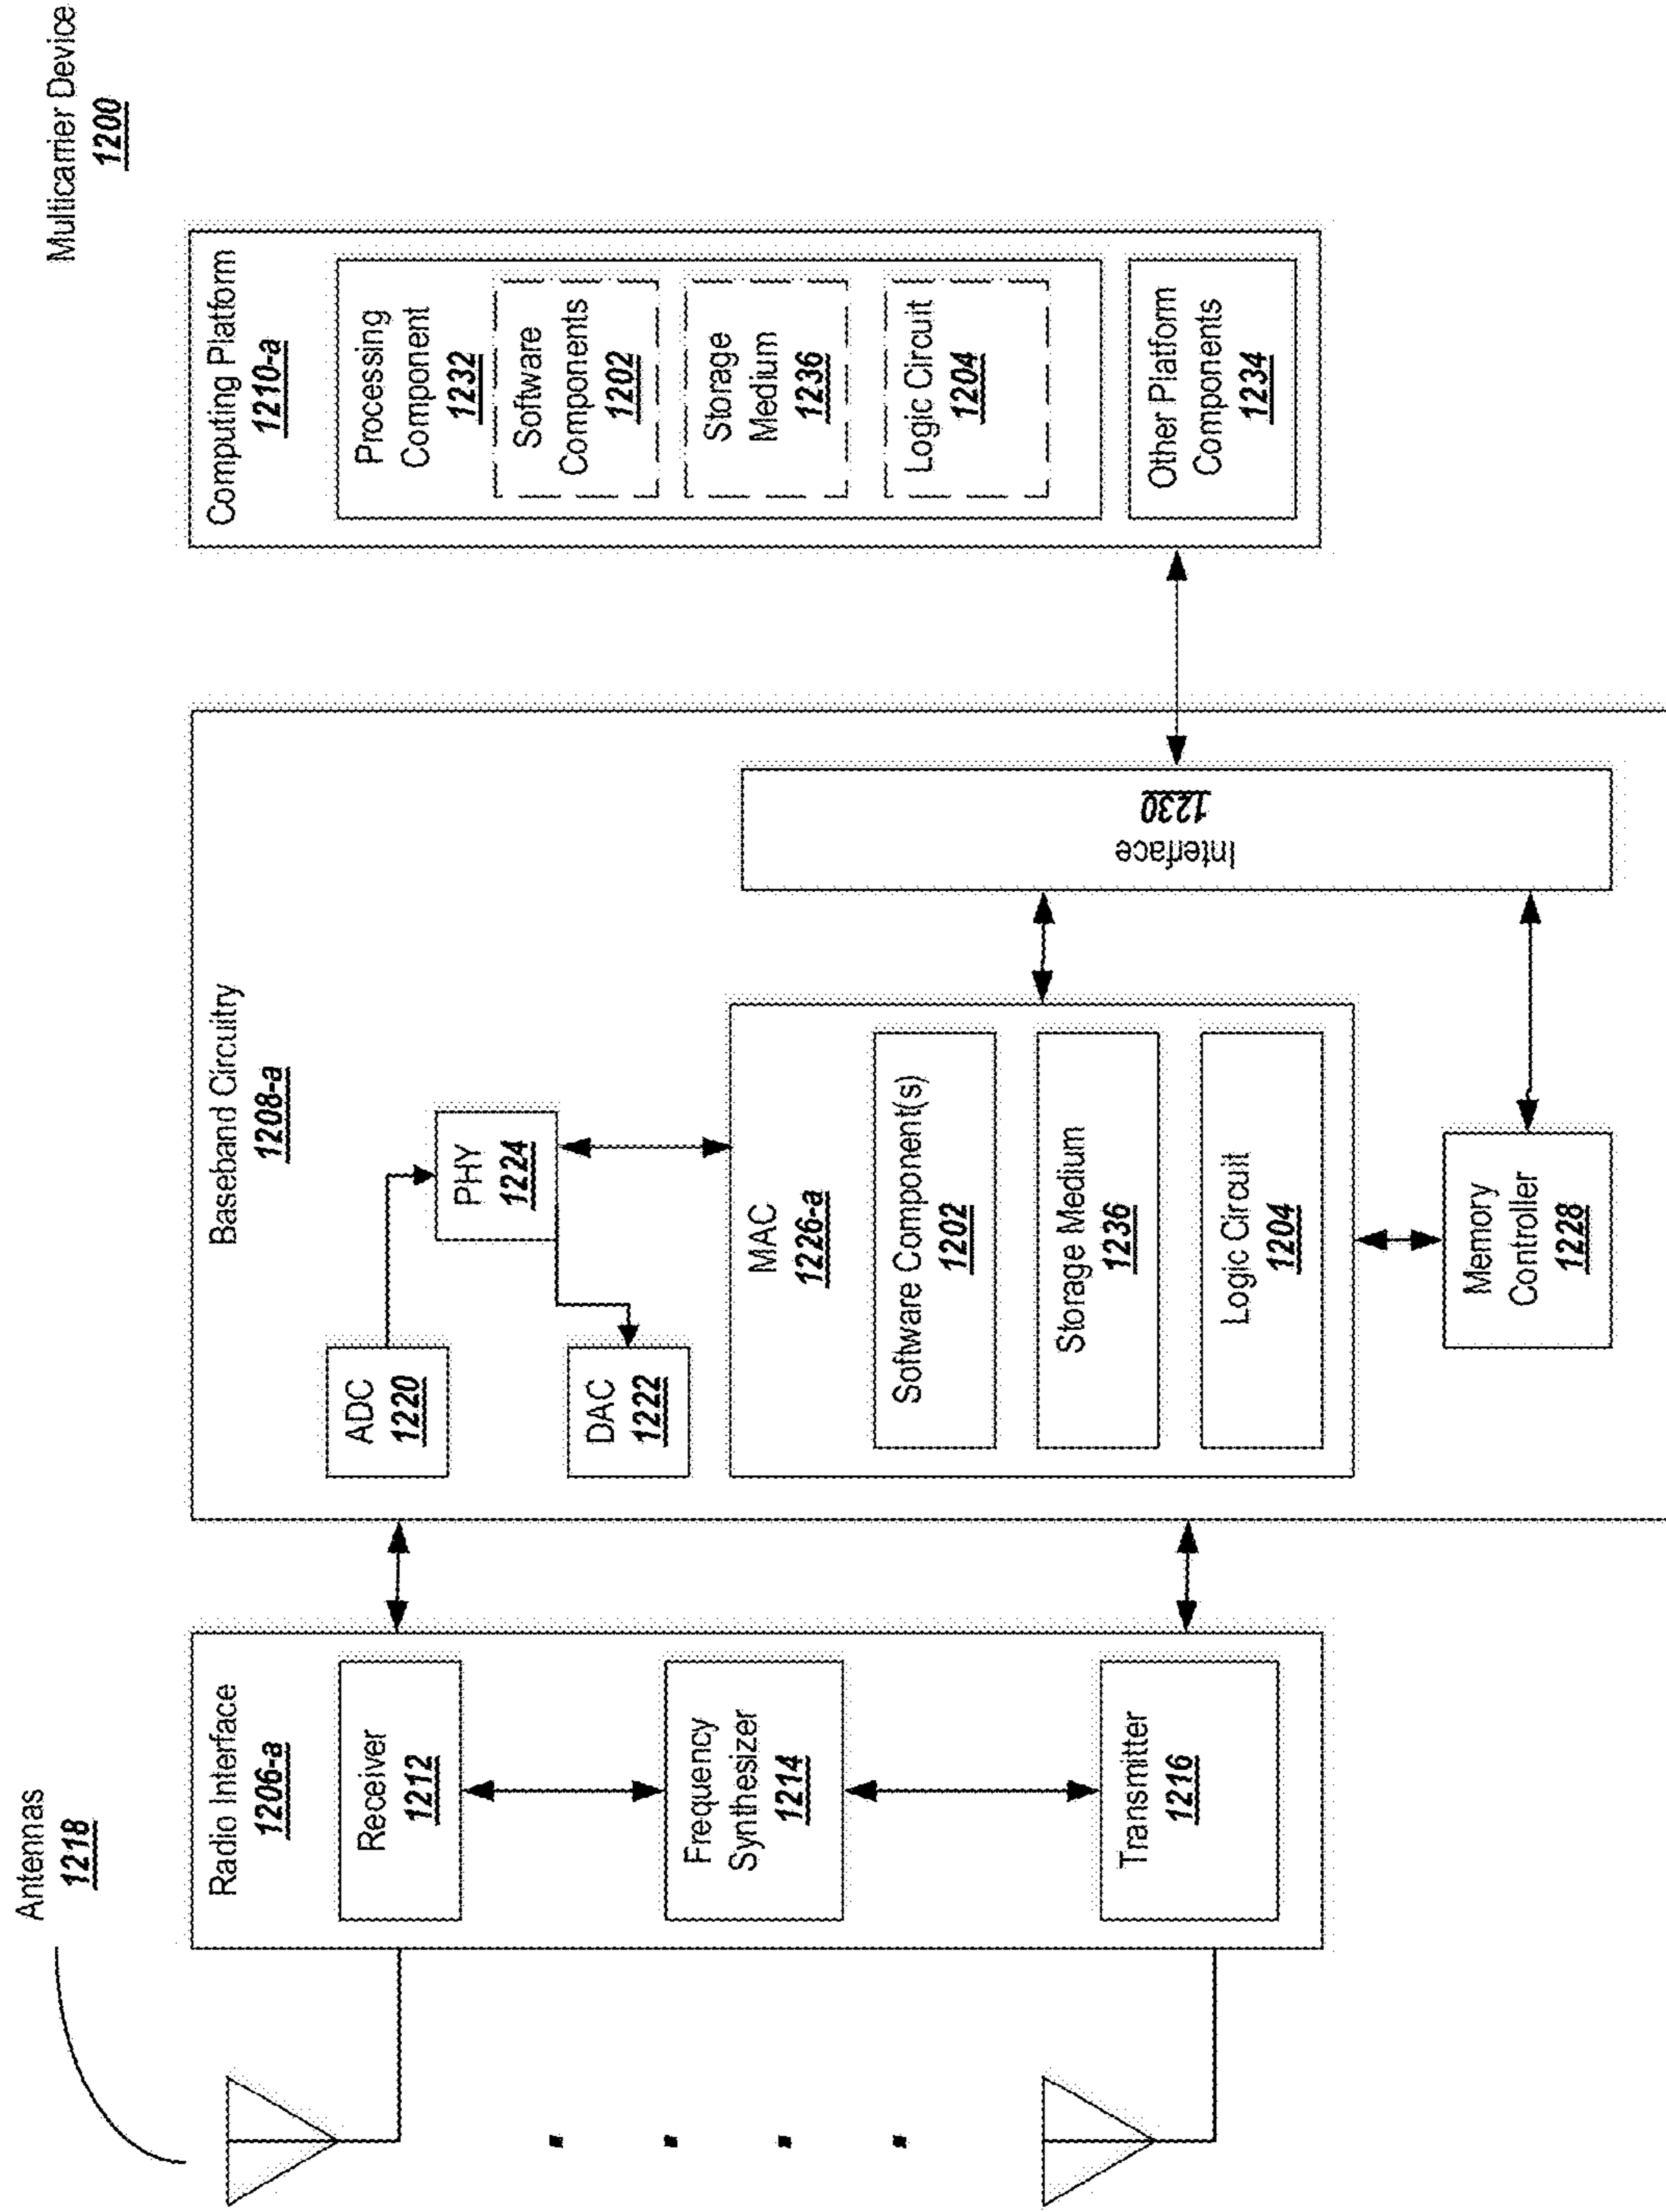 Multicarrier Device
1200
Antennas
1218
Radio Interface
1206-a
Receiver
1212
Frequency
Synthesizer
1214
Transmitter
1216
Baseband Circuitry
1208-a
ADC
1220
PHY
1224
DAC
1222
MAC
1226-a
Software Component(s)
1202
Storage Medium
1236
Logic Circuit
1204
Memory
Controller
1228
Interface
1230
Computing Platform
1210-a
Processing
Component
1232
Software
Components
1202
Storage
Medium
1236
Logic Circuit
1204
Other Platform
Components
1234